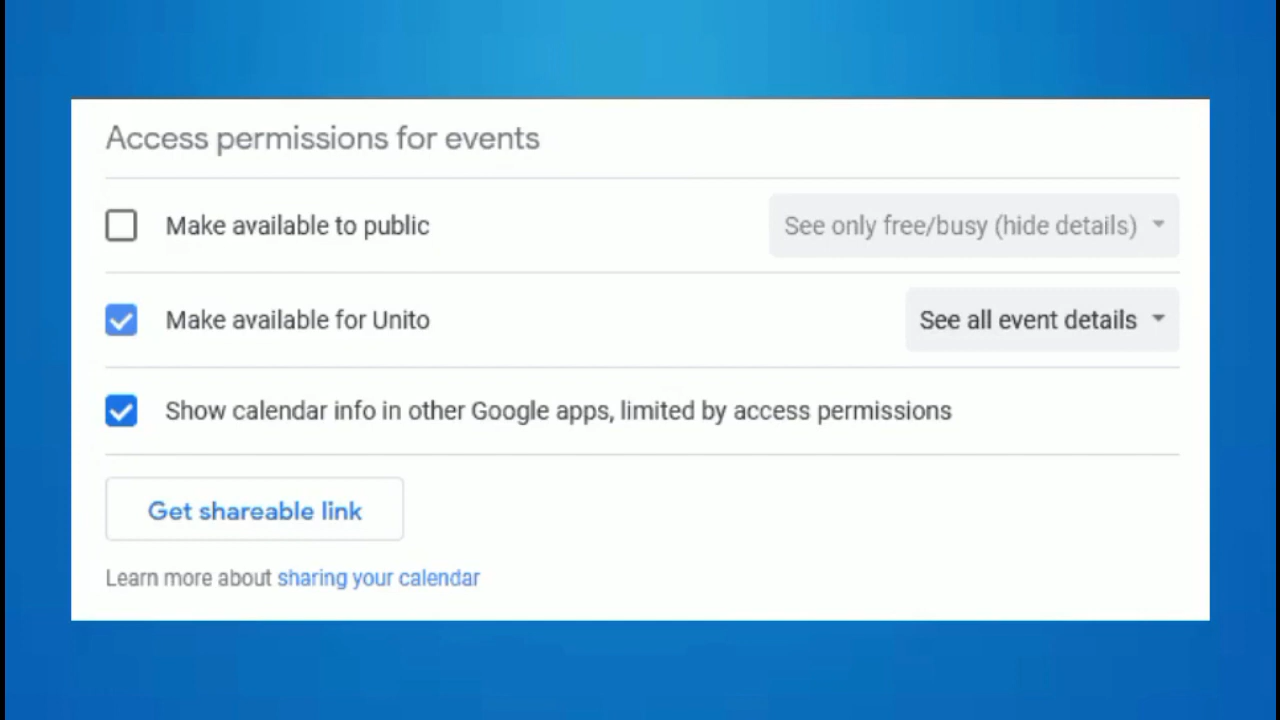 Access permissions for events
Make available to public
See only free/busy (hide details)
Make available for Unito
See all event details
Show calendar info in other Google apps, limited by access permissions
Get shareable link
Learn more about sharing your calendar